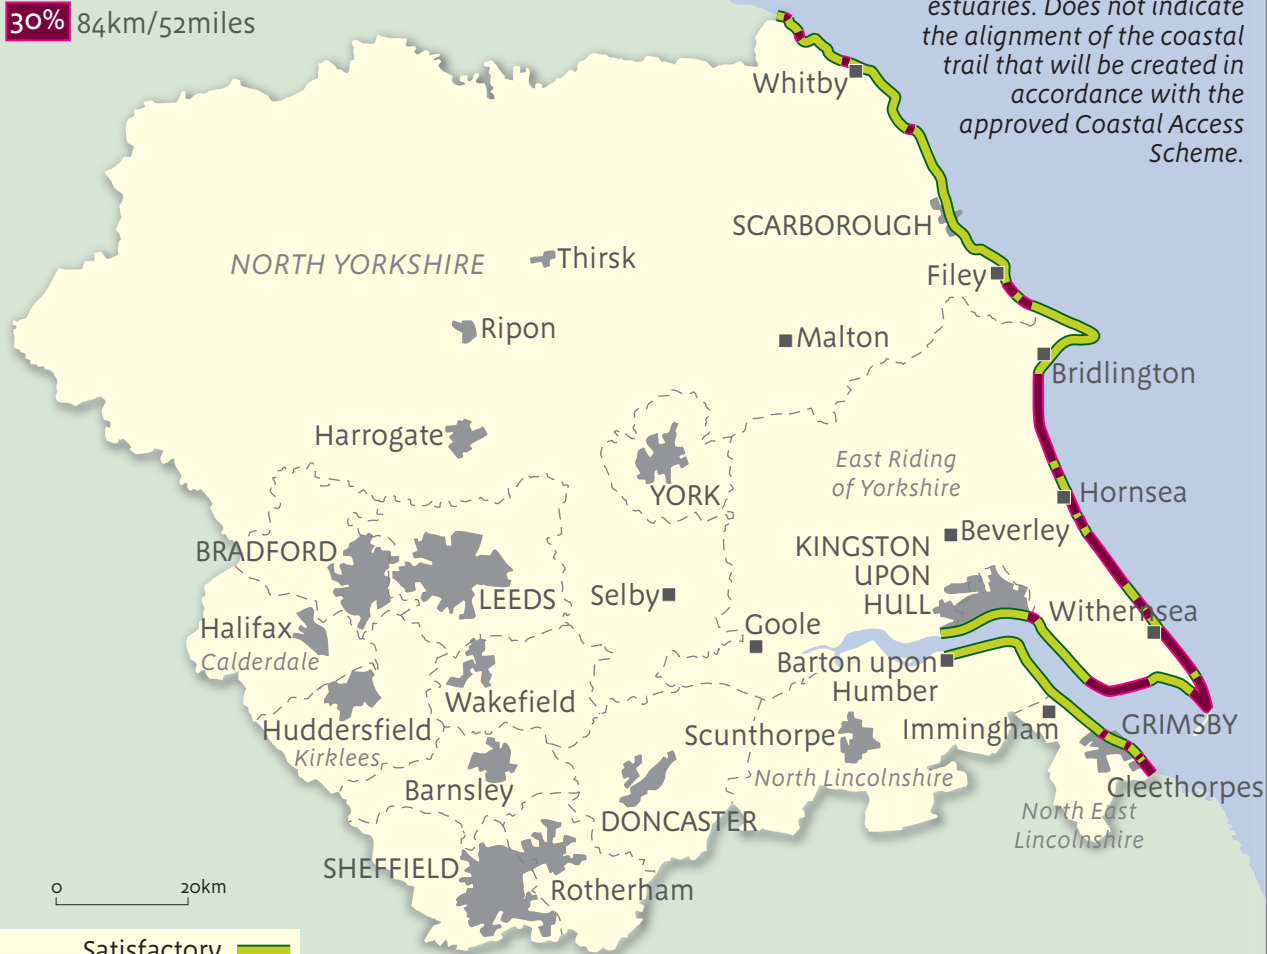 30% 84km/52miles
estuaries. Does not indicate
the alignment of the coastal
trail that will be created in
accordance with the
approved Coastal Access
Scheme.
Whitby
SCARBOROUGH
NORTH YORKSHIRE
Thirsk
Filey
Ripon
Malton
Bridlington
Harrogate
East Riding
of Yorkshire
YORK
Hornsea
Beverley
KINGSTON
UPON
HULL
BRADFORD
LEEDS
Selby
Withernsea
Halifax
Goole
Calderdale
Barton upon
Humber
Wakefield
Huddersfield
Kirklees
Scunthorpe
Immingham
GRIMSBY
North Lincolnshire
Cleethorpes
Barnsley
North East
Lincolnshire
DONCASTER
SHEFFIELD
Rotherham
0 20km
Satisfactory